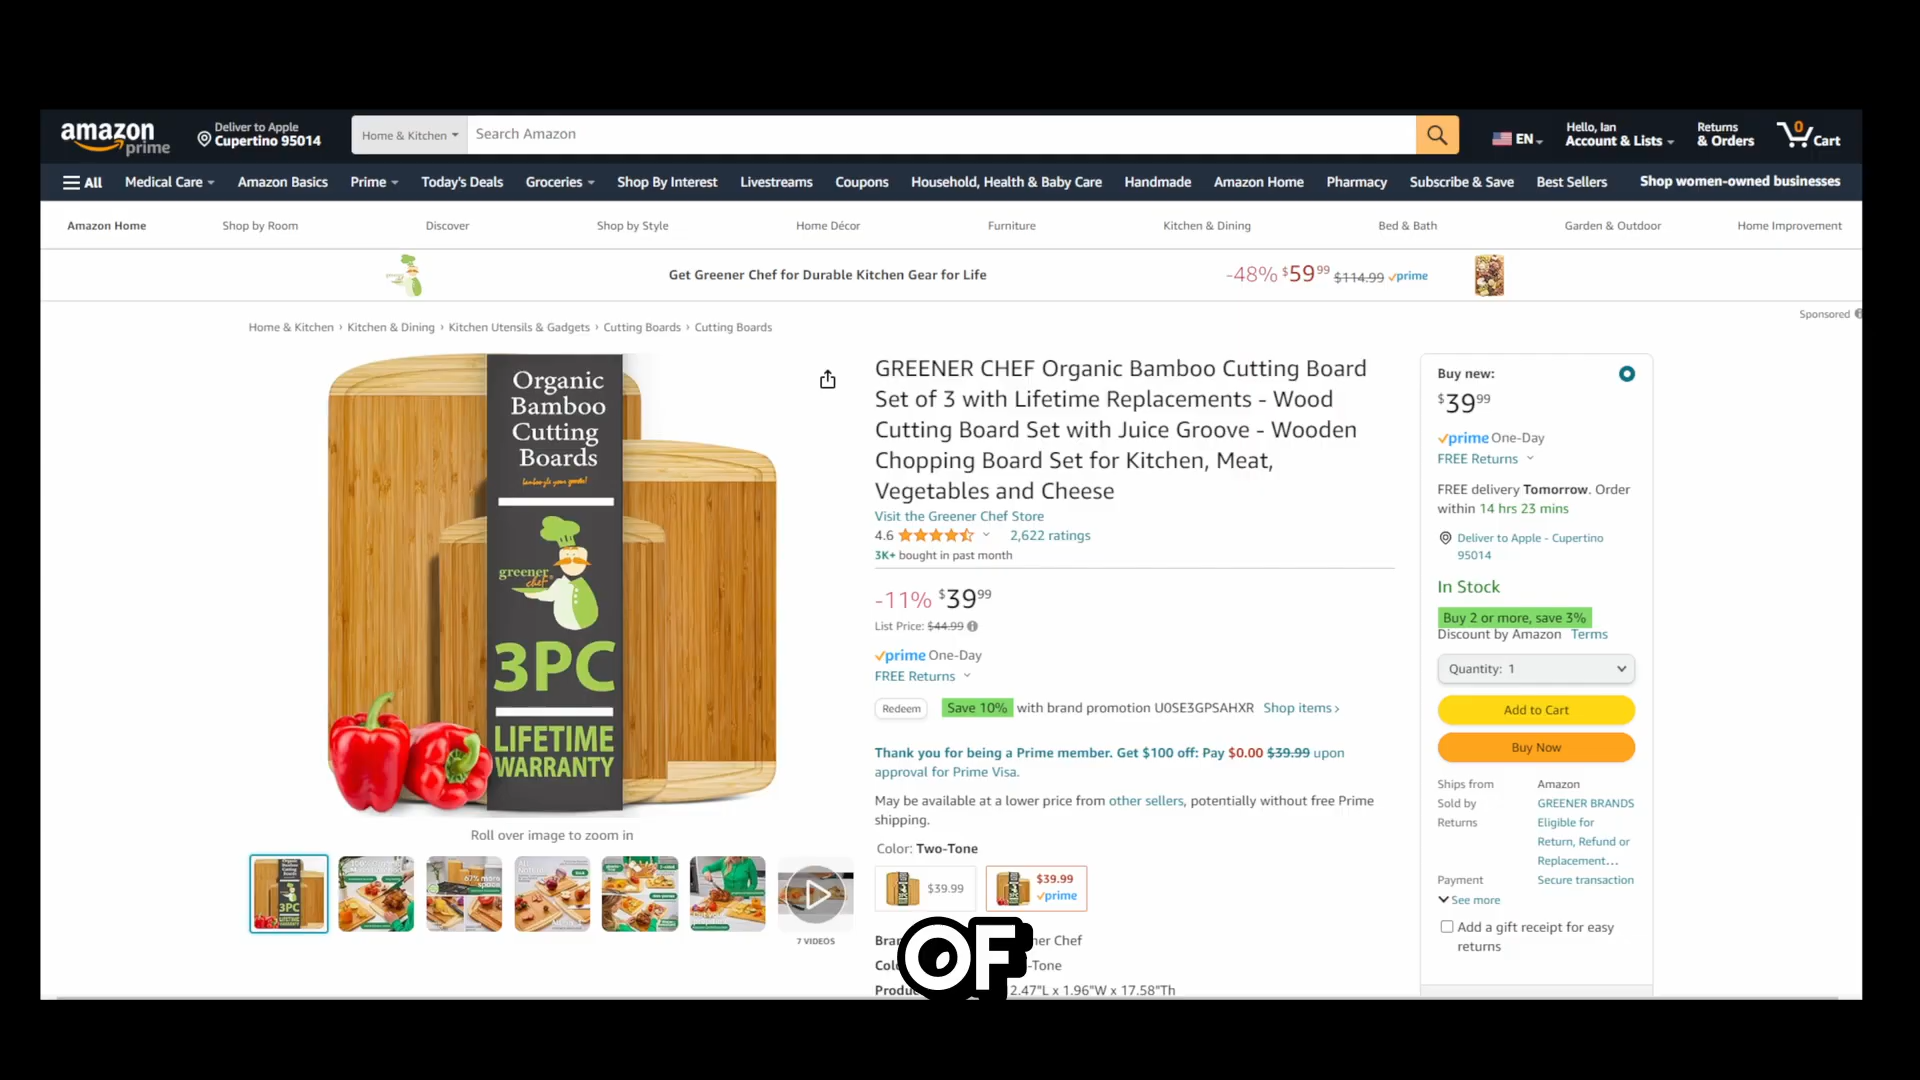 amazon
prime
Deliver to Apple
Cupertino 95014
Home & Kitchen
Search Amazon
EN
Hello, Ian
Account & Lists
Returns
& Orders
0
Cart
All
Medical Care
Amazon Basics
Prime
Today's Deals
Groceries
Shop By Interest
Livestreams
Coupons
Household, Health & Baby Care
Handmade
Amazon Home
Pharmacy
Subscribe & Save
Best Sellers
Shop women-owned businesses
Amazon Home
Shop by Room
Discover
Shop by Style
Home Décor
Furniture
Kitchen & Dining
Bed & Bath
Garden & Outdoor
Home Improvement
Get Greener Chef for Durable Kitchen Gear for Life
-48% $59.99 $114.99 prime
Sponsored
Home & Kitchen › Kitchen & Dining › Kitchen Utensils & Gadgets › Cutting Boards › Cutting Boards
Organic
Bamboo
Cutting
Boards
greener
chef
3PC
LIFETIME
WARRANTY
Roll over image to zoom in
7 VIDEOS
GREENER CHEF Organic Bamboo Cutting Board
Set of 3 with Lifetime Replacements - Wood
Cutting Board Set with Juice Groove - Wooden
Chopping Board Set for Kitchen, Meat,
Vegetables and Cheese
Visit the Greener Chef Store
4.6
2,622 ratings
3K+ bought in past month
-11% $39 99
List Price: $44.99
prime One-Day
FREE Returns
Redeem
Save 10% with brand promotion U0SE3GPSAHXR Shop items ›
Thank you for being a Prime member. Get $100 off: Pay $0.00 $39.99 upon
approval for Prime Visa.
May be available at a lower price from other sellers, potentially without free Prime
shipping.
Color: Two-Tone
$39.99
$39.99
prime
OF
her Chef
-Tone
2.47"L x 1.96"W x 17.58"Th
Buy new:
$39 99
prime One-Day
FREE Returns
FREE delivery Tomorrow. Order
within 14 hrs 23 mins
Deliver to Apple - Cupertino
95014
In Stock
Buy 2 or more, save 3%
Discount by Amazon Terms
Quantity: 1
Add to Cart
Buy Now
Ships from Amazon
Sold by GREENER BRANDS
Returns Eligible for
Return, Refund or
Replacement…
Payment Secure transaction
See more
Add a gift receipt for easy
returns